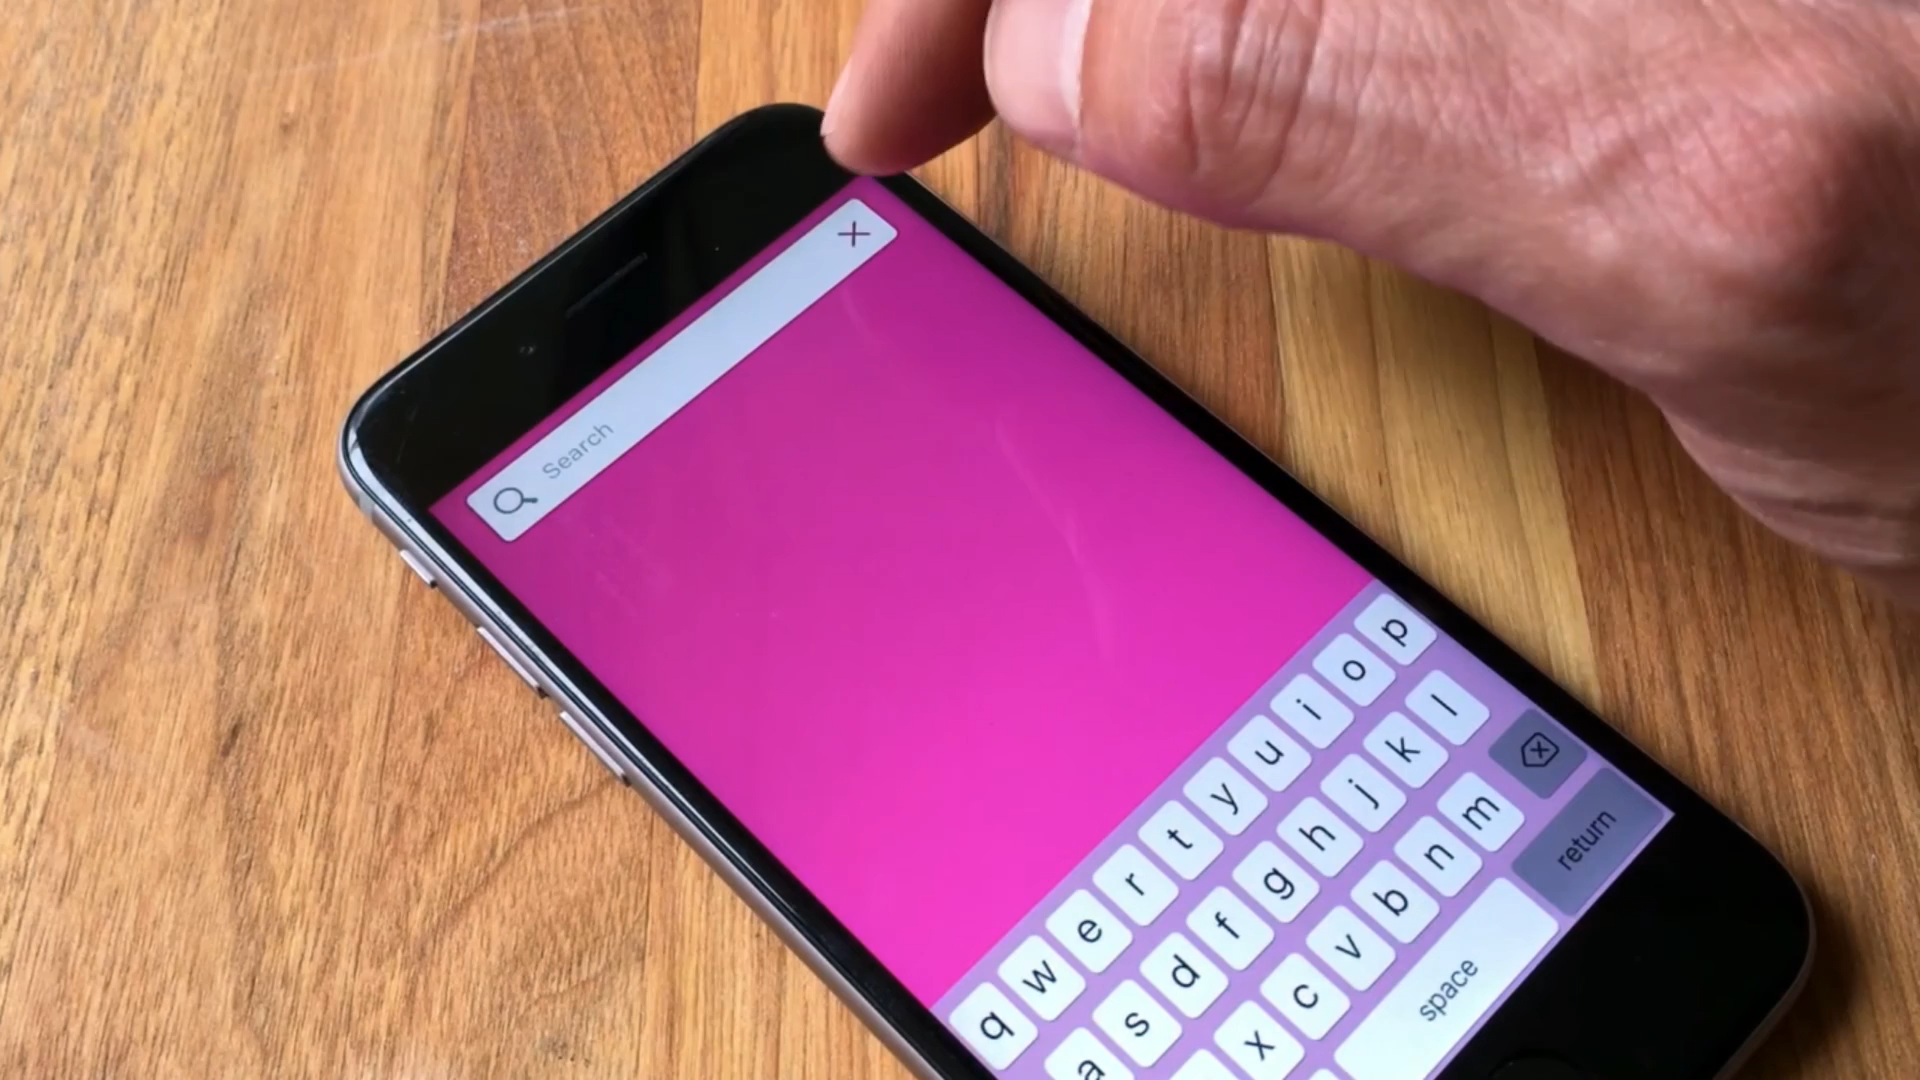 Search
q w e r t y u i o p
a s d f g h j k l
x c v b n m
space return